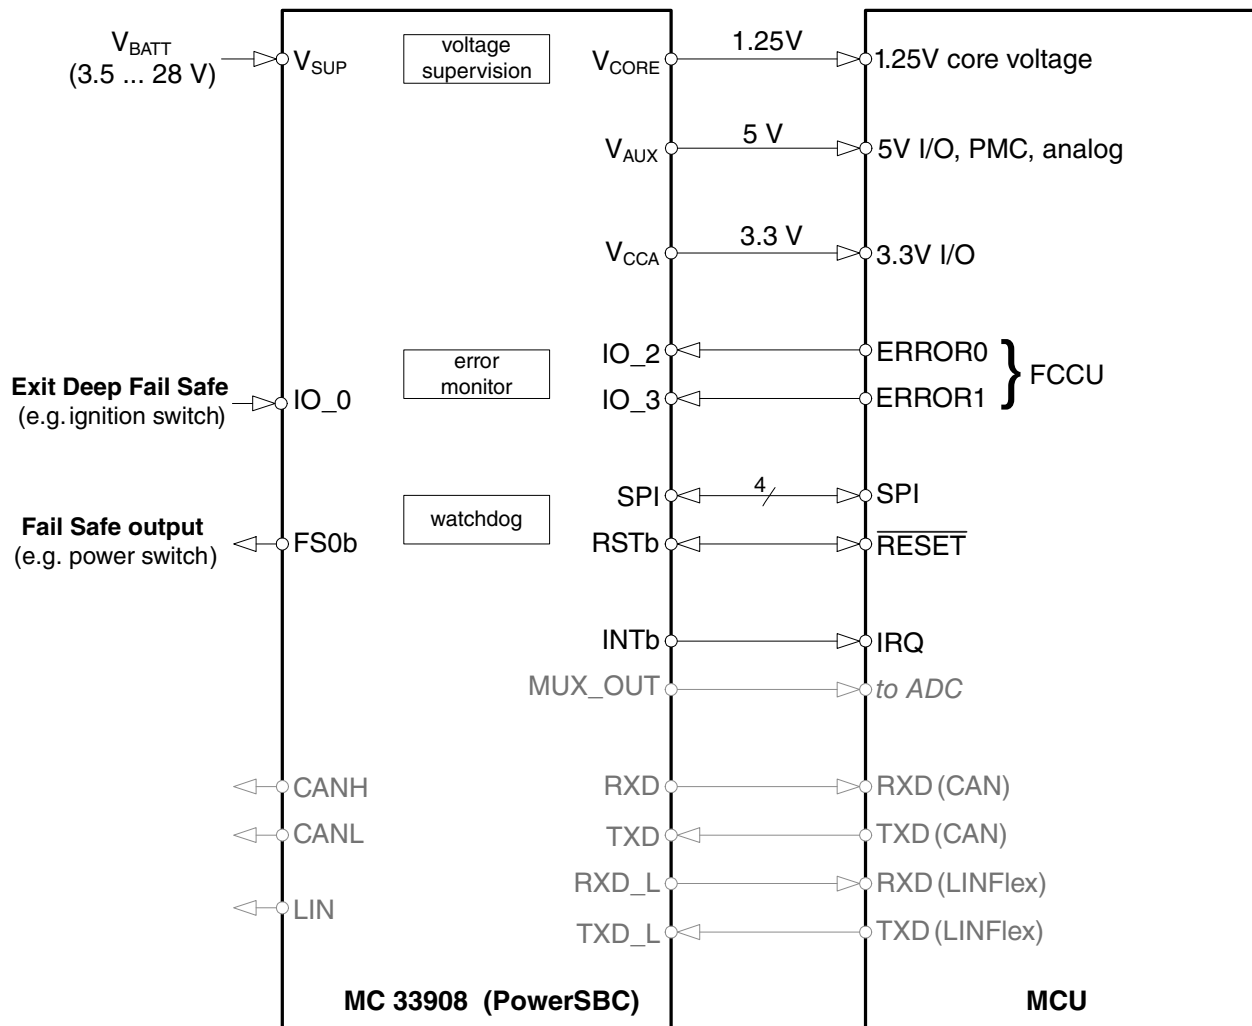 V_BATT
(3.5 ... 28 V)
V_SUP
voltage
supervision
V_CORE
1.25V
1.25V core voltage
V_AUX
5 V
5V I/O, PMC, analog
V_CCA
3.3 V
3.3V I/O
error
monitor
IO_2
ERROR0
IO_3
ERROR1
} FCCU
Exit Deep Fail Safe
(e.g. ignition switch)
IO_0
SPI
4
SPI
watchdog
Fail Safe output
(e.g. power switch)
FS0b
RSTb
RESET
INTb
IRQ
MUX_OUT
to ADC
CANH
RXD
RXD (CAN)
CANL
TXD
TXD (CAN)
RXD_L
RXD (LINFlex)
LIN
TXD_L
TXD (LINFlex)
MC 33908 (PowerSBC)
MCU